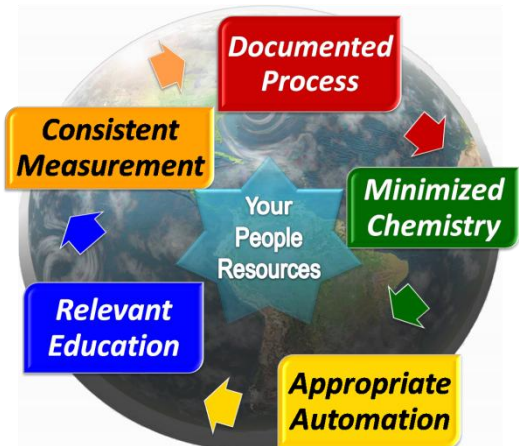 Documented
Process
Consistent
Measurement
Minimized
Chemistry
Your
People
Resources
Relevant
Education
Appropriate
Automation